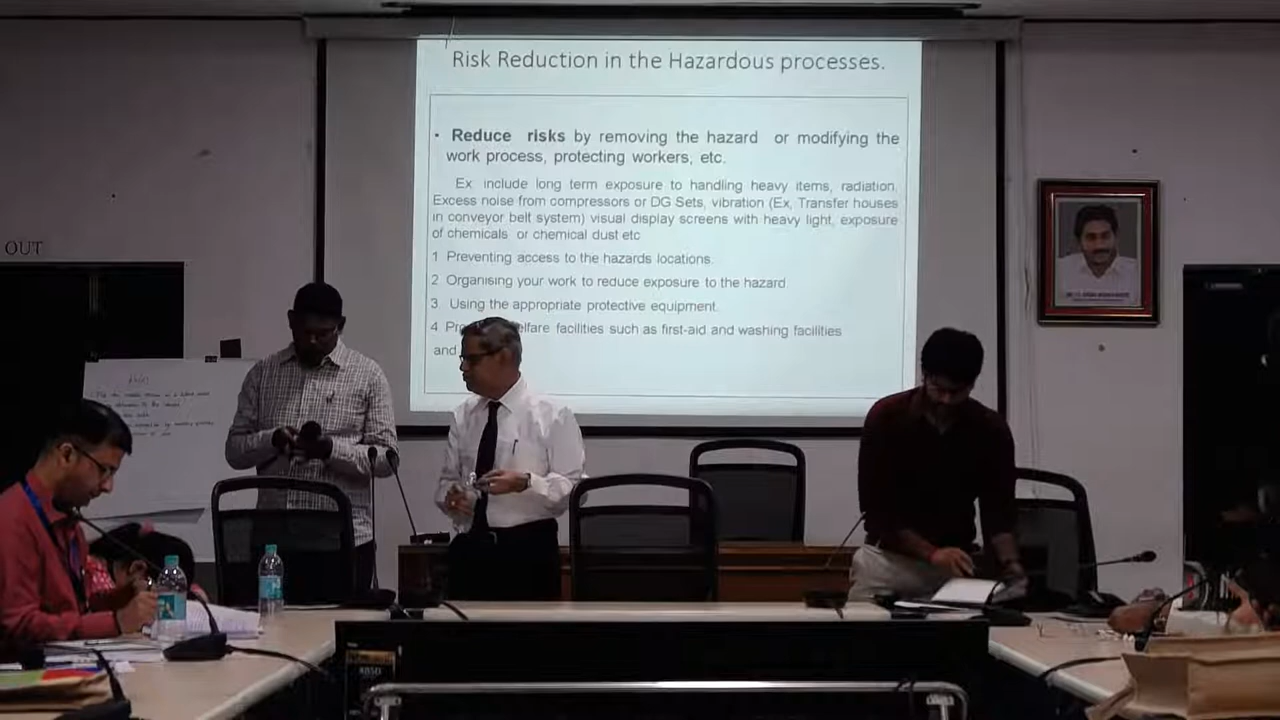 Risk Reduction in the Hazardous processes.
• Reduce risks by removing the hazard or modifying the
work process, protecting workers, etc.
Ex include long term exposure to handling heavy items, radiation,
Excess noise from compressors or DG Sets, vibration (Ex, Transfer houses
in conveyor belt system) visual display screens with heavy light, exposure
of chemicals or chemical dust etc
1 Preventing access to the hazards locations.
2 Organising your work to reduce exposure to the hazard
3 Using the appropriate protective equipment.
4 facilities such as first-aid and washing facilities
and
OUT